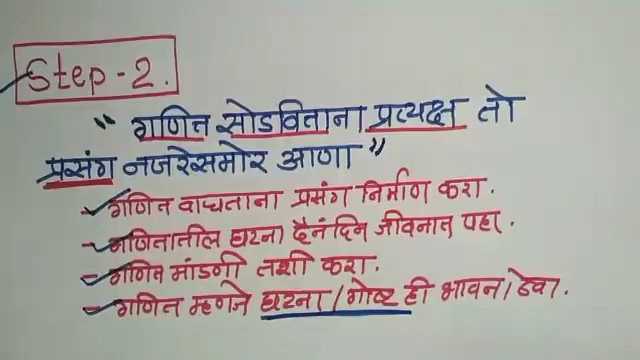 Step - 2.
" गणित सोडविताना प्रत्यक्ष तो
प्रसंग नजरेसमोर आणा "
- गणित वाचताना प्रसंग निर्माण करा.
- गणितातील घटना दैनंदिन जीवनात पहा.
- गणित मांडणी तशी करा.
- गणित म्हणजे घटना / गोष्ट ही भावना ठेवा.